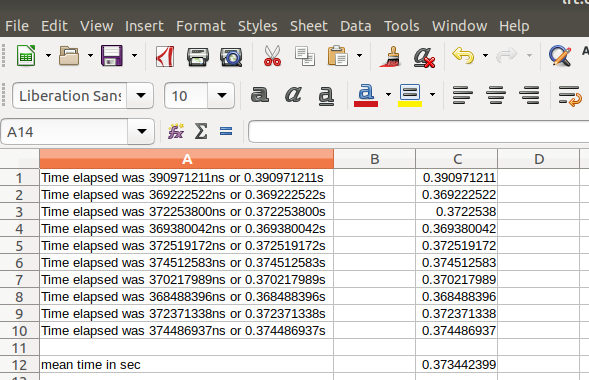 File Edit View Insert Format Styles Sheet Data Tools Window Help
Liberation Sans 10
A14
A B C D
1 Time elapsed was 390971211ns or 0.390971211s 0.390971211
2 Time elapsed was 369222522ns or 0.369222522s 0.369222522
3 Time elapsed was 372253800ns or 0.372253800s 0.3722538
4 Time elapsed was 369380042ns or 0.369380042s 0.369380042
5 Time elapsed was 372519172ns or 0.372519172s 0.372519172
6 Time elapsed was 374512583ns or 0.374512583s 0.374512583
7 Time elapsed was 370217989ns or 0.370217989s 0.370217989
8 Time elapsed was 368488396ns or 0.368488396s 0.368488396
9 Time elapsed was 372371338ns or 0.372371338s 0.372371338
10 Time elapsed was 374486937ns or 0.374486937s 0.374486937
11
12 mean time in sec 0.373442399